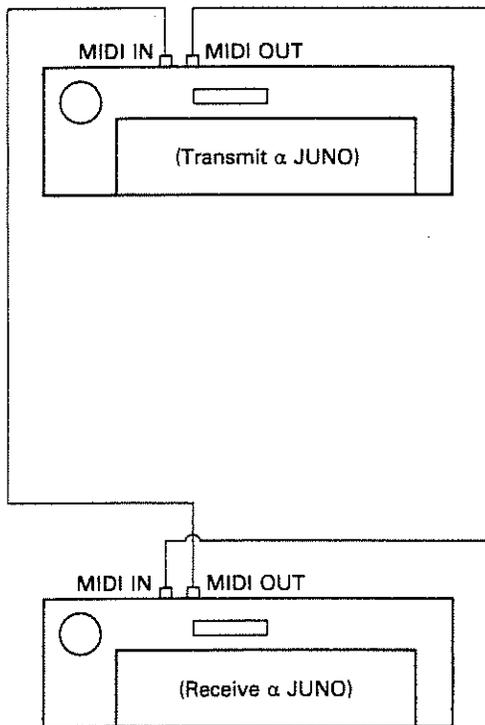 MIDI IN MIDI OUT
(Transmit α JUNO)
MIDI IN MIDI OUT
(Receive α JUNO)